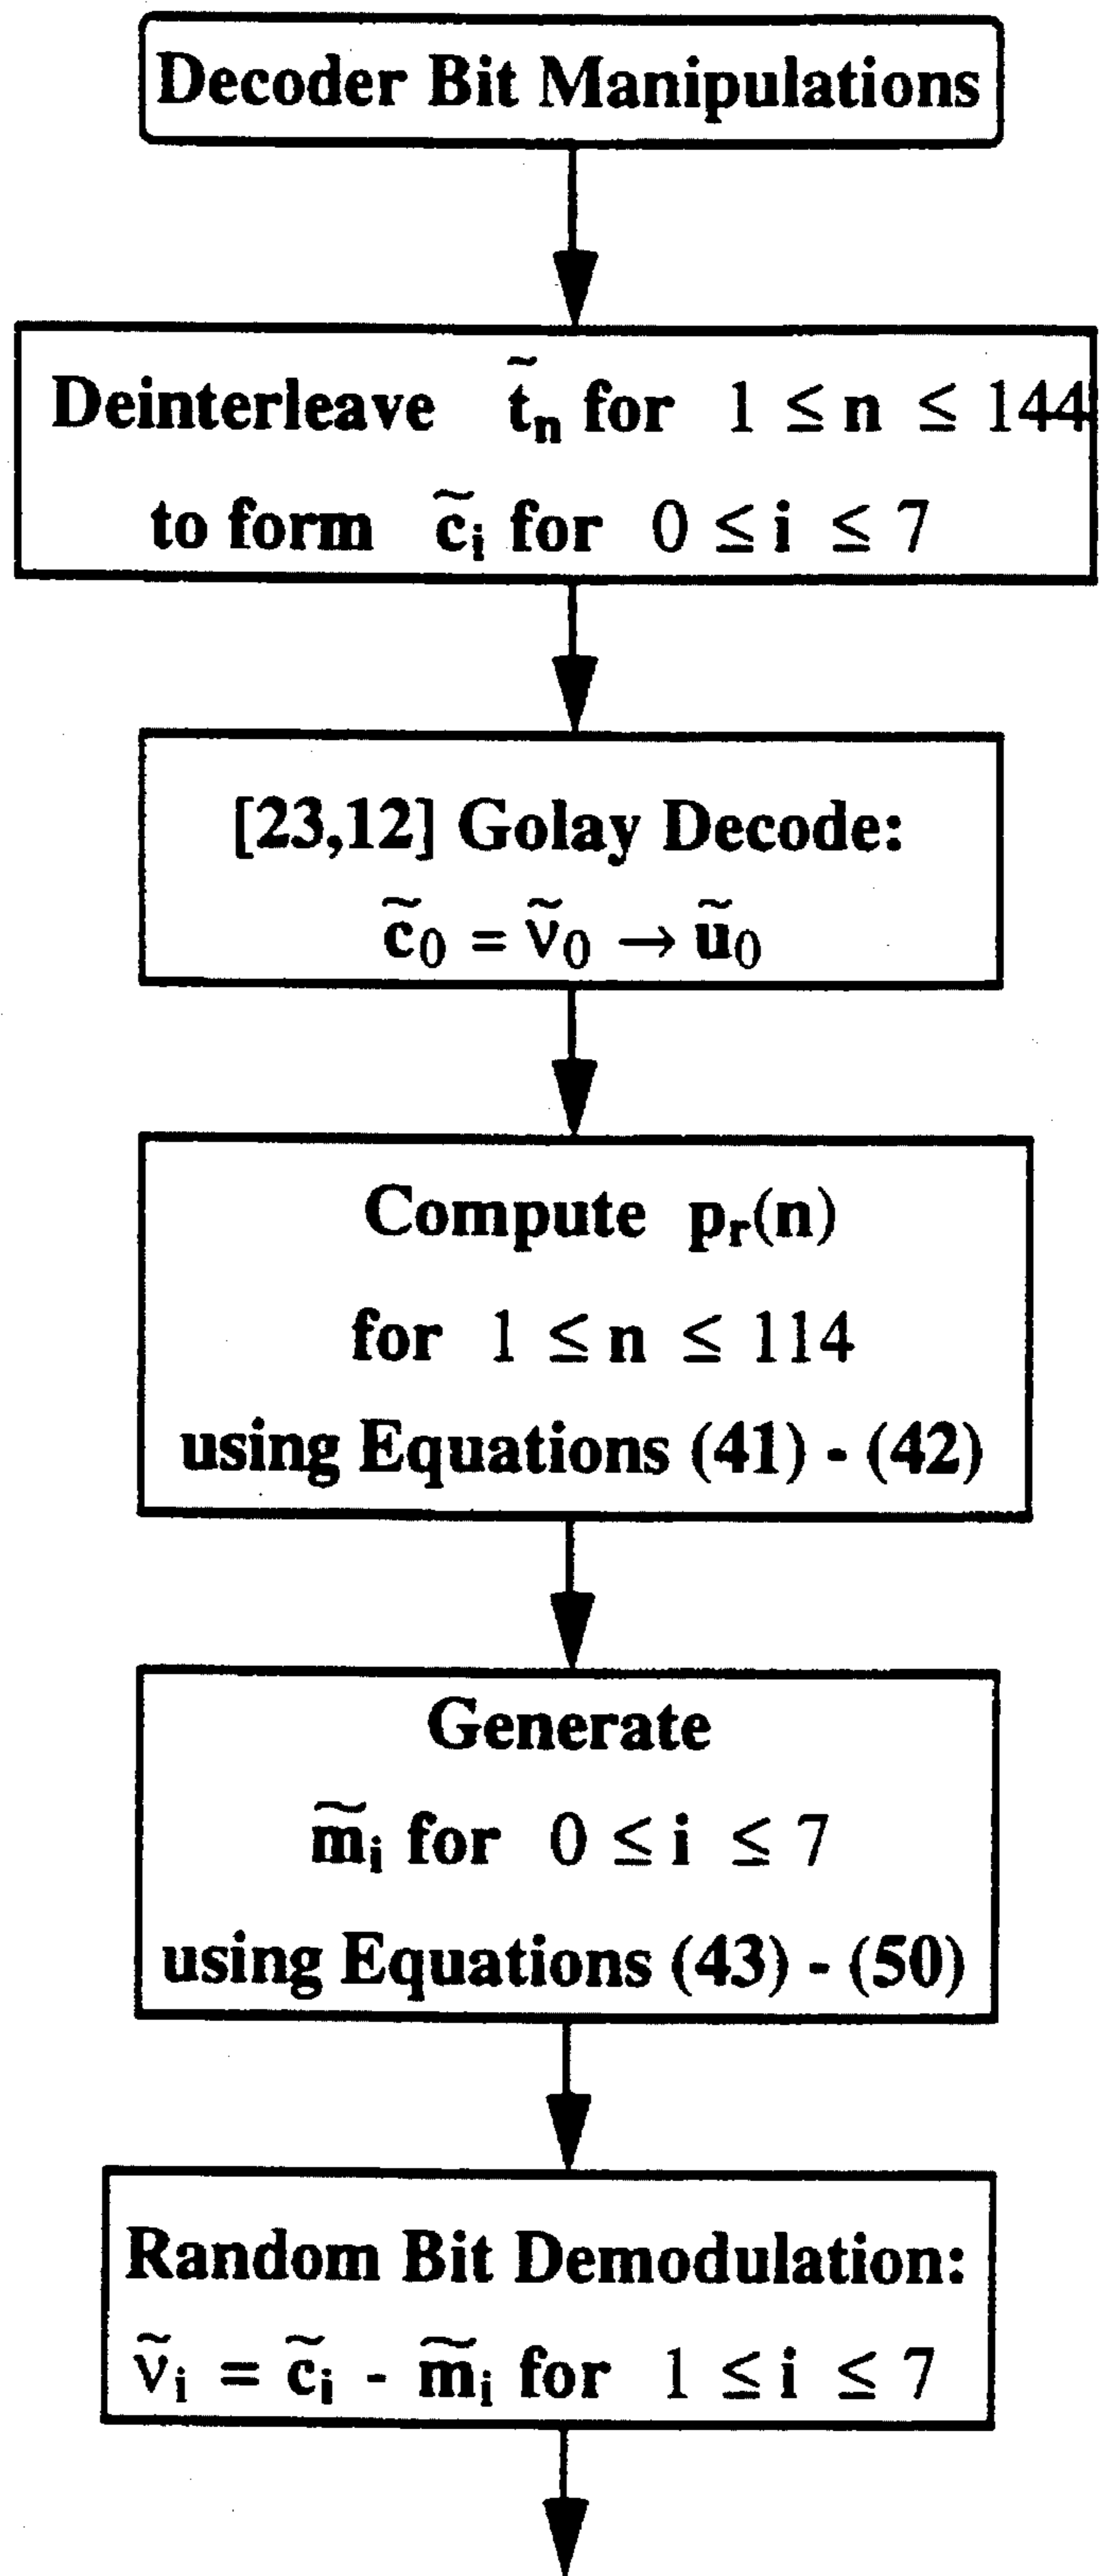 Decoder Bit Manipulations
Deinterleave t̃ₙ for 1 ≤ n ≤ 144
to form c̃ᵢ for 0 ≤ i ≤ 7
[23,12] Golay Decode:
c̃₀ = ṽ₀ → ũ₀
Compute pᵣ(n)
for 1 ≤ n ≤ 114
using Equations (41) - (42)
Generate
m̃ᵢ for 0 ≤ i ≤ 7
using Equations (43) - (50)
Random Bit Demodulation:
ṽᵢ = c̃ᵢ - m̃ᵢ for 1 ≤ i ≤ 7